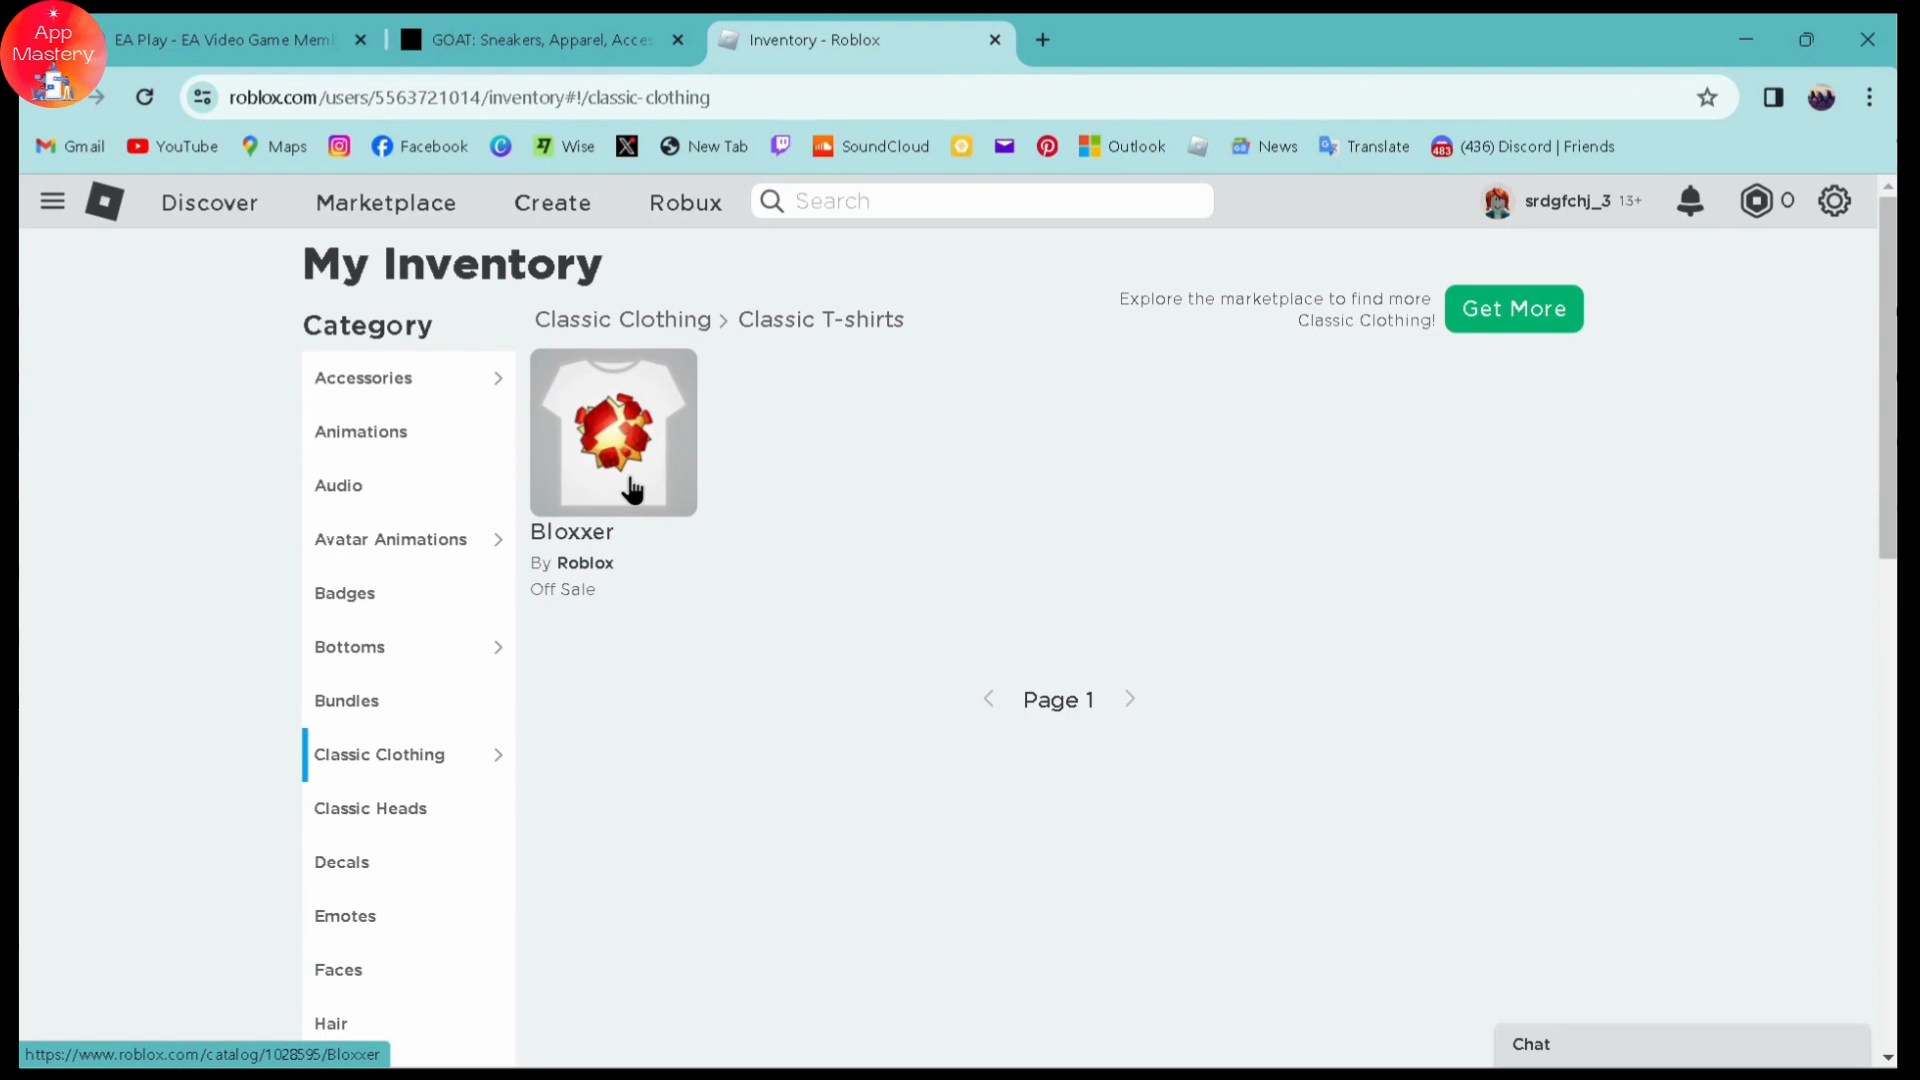 App
Mastery
EA Play - EA Video Game Mem
GOAT: Sneakers, Apparel, Acces
Inventory - Roblox
roblox.com/users/5563721014/inventory#!/classic-clothing
Gmail YouTube Maps Facebook Wise New Tab SoundCloud Outlook News Translate 483 (436) Discord | Friends
Discover Marketplace Create Robux Search srdgfchj_3 13+ 0
My Inventory
Explore the marketplace to find more
Classic Clothing!
Get More
Category
Classic Clothing > Classic T-shirts
Accessories
Animations
Audio
Avatar Animations
Badges
Bottoms
Bundles
Classic Clothing
Classic Heads
Decals
Emotes
Faces
Hair
Bloxxer
By Roblox
Off Sale
Page 1
Chat
https://www.roblox.com/catalog/1028595/Bloxxer